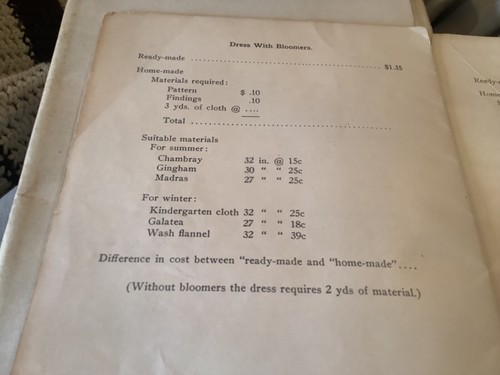 Dress With Bloomers.
Ready-made .................................................. $1.15
Home-made
Materials required:
Pattern $ .10
Findings .10
3 yds. of cloth @ ....
Total ..................................................
Suitable materials
For summer:
Chambray 32 in. @ 15c
Gingham 30 " " 25c
Madras 27 " " 25c
For winter:
Kindergarten cloth 32 " " 25c
Galatea 27 " " 18c
Wash flannel 32 " " 39c
Difference in cost between "ready-made and "home-made"....
(Without bloomers the dress requires 2 yds of material.)